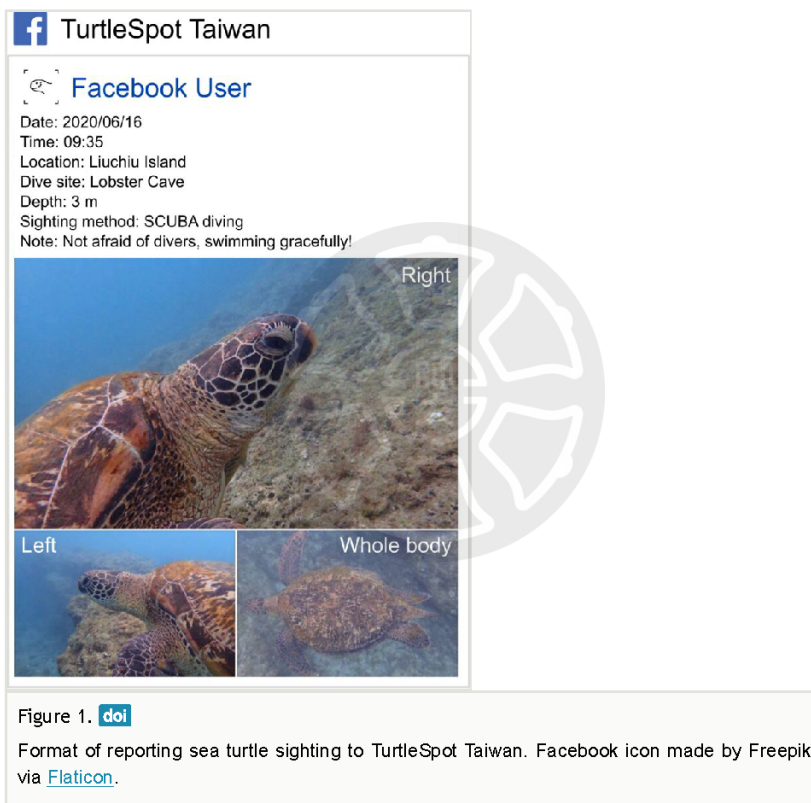 TurtleSpot Taiwan
Facebook User
Date: 2020/06/16
Time: 09:35
Location: Liuchiu Island
Dive site: Lobster Cave
Depth: 3 m
Sighting method: SCUBA diving
Note: Not afraid of divers, swimming gracefully!
Right
Left
Whole body
Figure 1. doi
Format of reporting sea turtle sighting to TurtleSpot Taiwan. Facebook icon made by Freepik
via Flaticon.